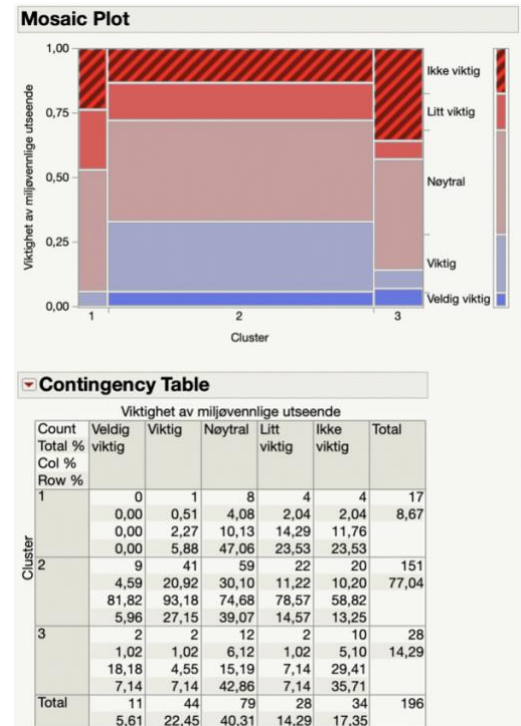 Mosaic Plot
1,00
0,75
0,50
0,25
0,00
Viktighet av miljøvennlige utseende
Ikke viktig
Litt viktig
Nøytral
Viktig
Veldig viktig
1 2 3
Cluster
Contingency Table
Viktighet av miljøvennlige utseende
Count Veldig Viktig Nøytral Litt Ikke Total
Total % viktig viktig viktig
Col %
Row %
Cluster
1 0 1 8 4 4 17
0,00 0,51 4,08 2,04 2,04 8,67
0,00 2,27 10,13 14,29 11,76
0,00 5,88 47,06 23,53 23,53
2 9 41 59 22 20 151
4,59 20,92 30,10 11,22 10,20 77,04
81,82 93,18 74,68 78,57 58,82
5,96 27,15 39,07 14,57 13,25
3 2 2 12 2 10 28
1,02 1,02 6,12 1,02 5,10 14,29
18,18 4,55 15,19 7,14 29,41
7,14 7,14 42,86 7,14 35,71
Total 11 44 79 28 34 196
5,61 22,45 40,31 14,29 17,35